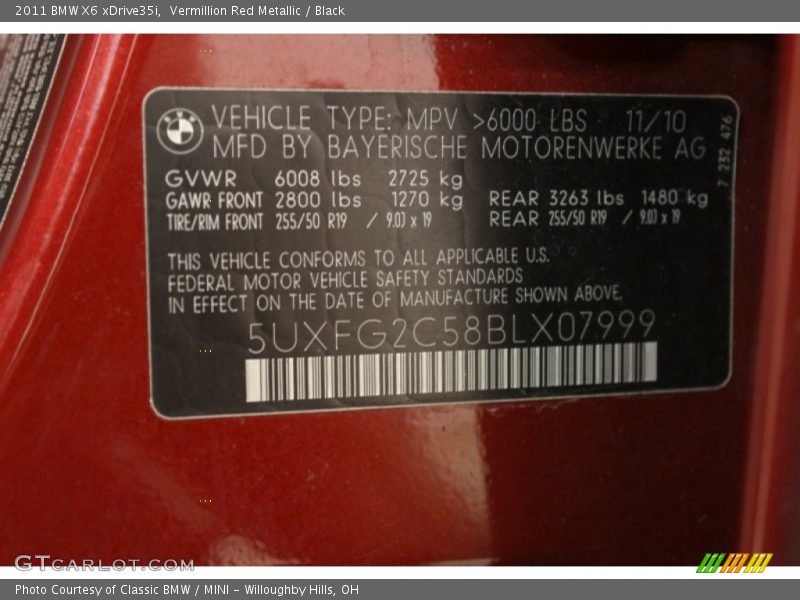 2011 BMW X6 xDrive35i, Vermillion Red Metallic / Black
VEHICLE TYPE: MPV >6000 LBS 11/10
MFD BY BAYERISCHE MOTORENWERKE AG
7 232 476
GVWR 6008 lbs 2725 kg
GAWR FRONT 2800 lbs 1270 kg REAR 3263 lbs 1480 kg
TIRE/RIM FRONT 255/50 R19 / 9.0J x 19 REAR 255/50 R19 / 9.0J x 19
THIS VEHICLE CONFORMS TO ALL APPLICABLE U.S.
FEDERAL MOTOR VEHICLE SAFETY STANDARDS
IN EFFECT ON THE DATE OF MANUFACTURE SHOWN ABOVE.
5UXFG2C58BLX07999
GTCARLOT.COM
Photo Courtesy of Classic BMW / MINI - Willoughby Hills, OH